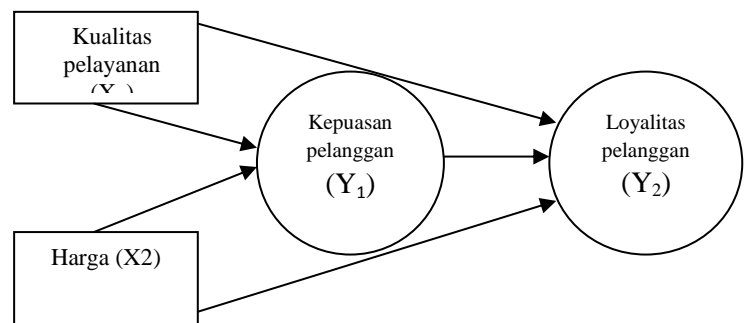 Kualitas
pelayanan
Kepuasan
pelanggan
(Y₁)
Loyalitas
pelanggan
(Y₂)
Harga (X2)